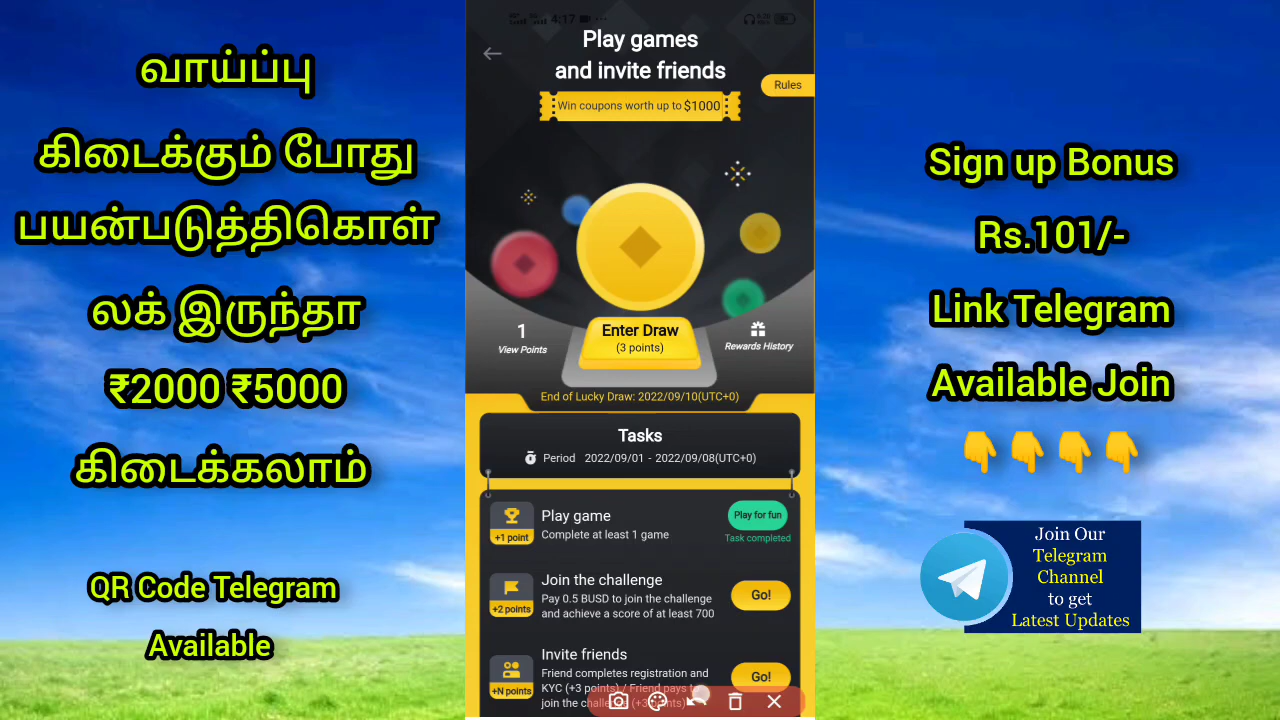 வாய்ப்பு
கிடைக்கும் போது
பயன்படுத்திகொள்
லக் இருந்தா
₹2000 ₹5000
கிடைக்கலாம்
QR Code Telegram
Available
4:17
Play games
and invite friends
Rules
Win coupons worth up to $1000
1
View Points
Enter Draw
(3 points)
Rewards History
End of Lucky Draw: 2022/09/10(UTC+0)
Tasks
Period 2022/09/01 - 2022/09/08(UTC+0)
Play game
Complete at least 1 game
+1 point
Play for fun
Task completed
Join the challenge
Pay 0.5 BUSD to join the challenge
and achieve a score of at least 700
+2 points
Go!
Invite friends
Friend completes registration and
KYC (+3 points) / Friend pays to
join the challenge (+3 points)
+N points
Go!
Sign up Bonus
Rs.101/-
Link Telegram
Available Join
👇👇👇👇
Join Our
Telegram
Channel
to get
Latest Updates